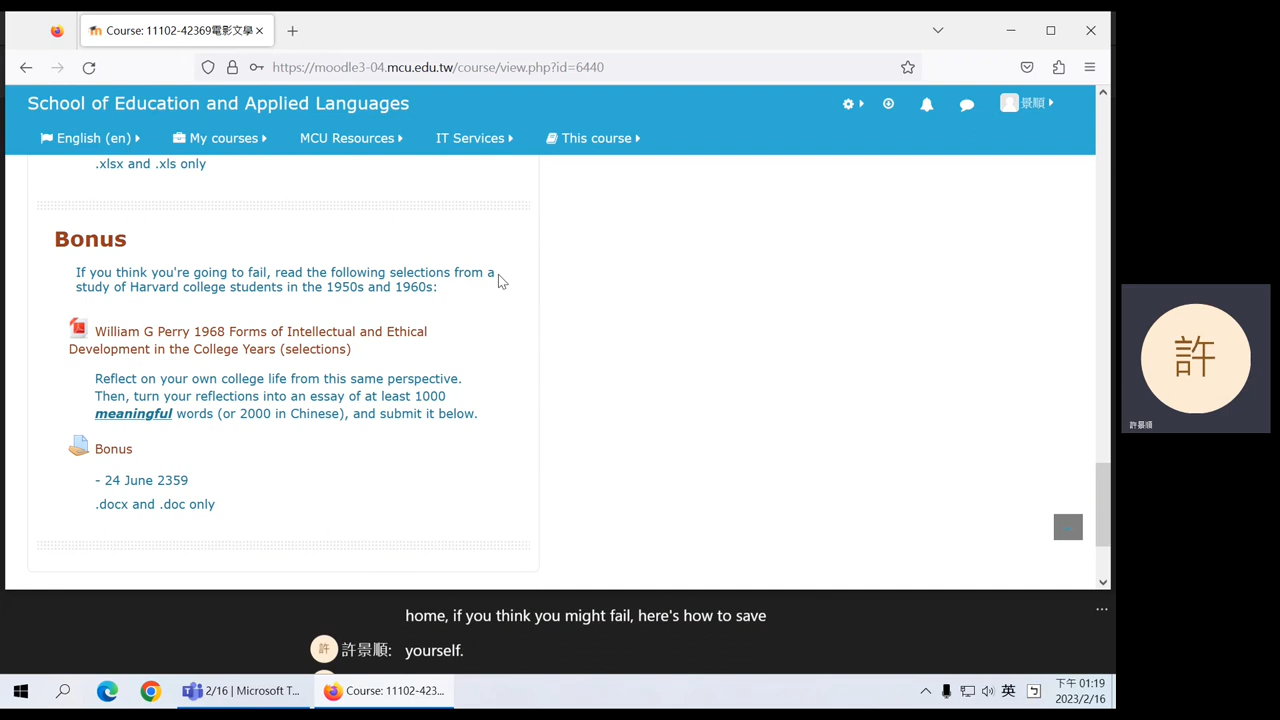 Course: 11102-42369電影文學
https://moodle3-04.mcu.edu.tw/course/view.php?id=6440
School of Education and Applied Languages
景順
English (en)
My courses
MCU Resources
IT Services
This course
.xlsx and .xls only
Bonus
If you think you're going to fail, read the following selections from a
study of Harvard college students in the 1950s and 1960s:
William G Perry 1968 Forms of Intellectual and Ethical
Development in the College Years (selections)
Reflect on your own college life from this same perspective.
Then, turn your reflections into an essay of at least 1000
meaningful words (or 2000 in Chinese), and submit it below.
Bonus
- 24 June 2359
.docx and .doc only
許
許景順
home, if you think you might fail, here's how to save
許 許景順: yourself.
2/16 | Microsoft T...
Course: 11102-423...
英
下午 01:19
2023/2/16